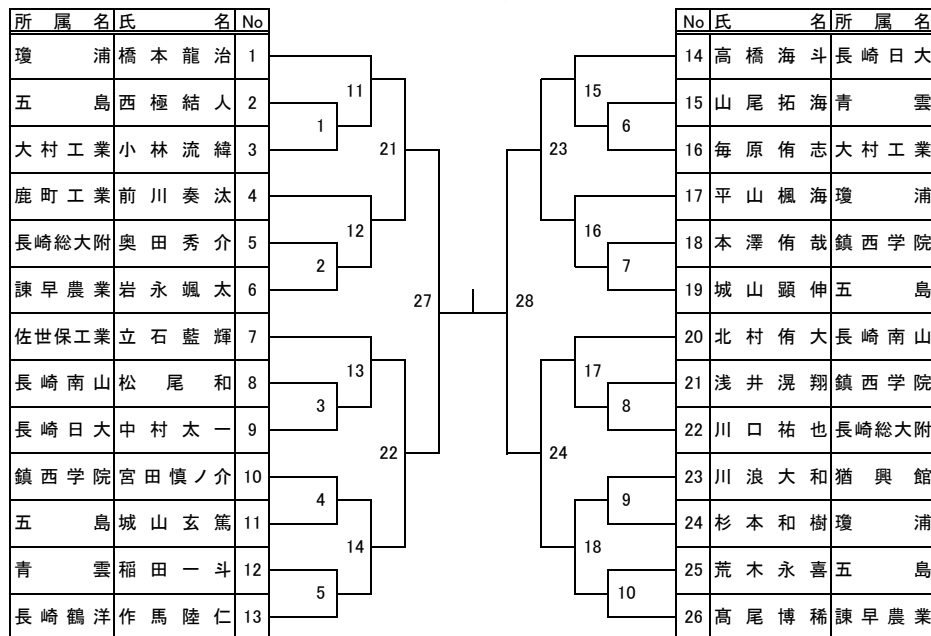 所属名 氏名 No
瓊浦 橋本龍治 1
五島 西極結人 2
大村工業 小林流緯 3
鹿町工業 前川奏汰 4
長崎総大附 奥田秀介 5
諫早農業 岩永颯太 6
佐世保工業 立石藍輝 7
長崎南山 松尾和 8
長崎日大 中村太一 9
鎮西学院 宮田慎ノ介 10
五島 城山玄篤 11
青雲 稲田一斗 12
長崎鶴洋 作馬陸仁 13
11
1
21
12
2
27
13
3
22
4
14
5
28
15
6
23
16
7
17
8
24
9
18
10
No 氏名 所属名
14 高橋海斗 長崎日大
15 山尾拓海 青雲
16 毎原侑志 大村工業
17 平山楓海 瓊浦
18 本澤侑哉 鎮西学院
19 城山顕伸 五島
20 北村侑大 長崎南山
21 浅井滉翔 鎮西学院
22 川口祐也 長崎総大附
23 川浪大和 猶興館
24 杉本和樹 瓊浦
25 荒木永喜 五島
26 髙尾博稀 諫早農業